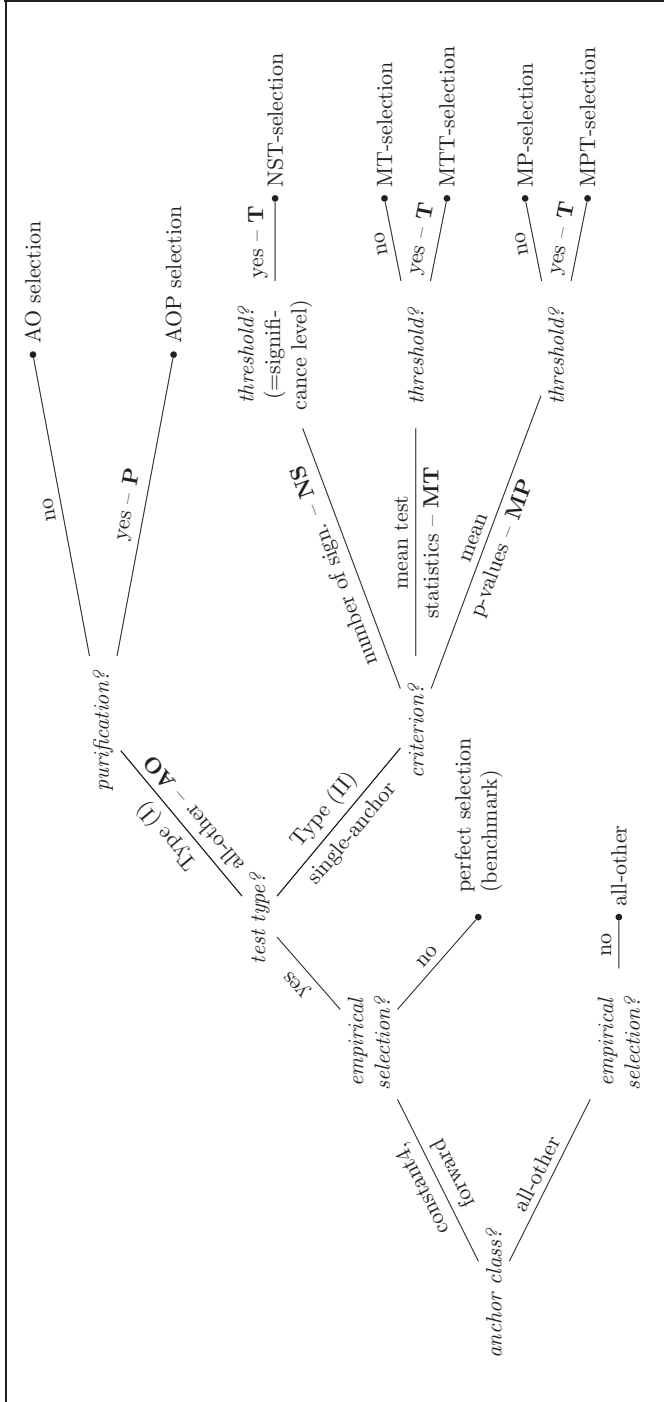 anchor class?
constant4,
forward
all-other
empirical
selection?
yes
no
perfect selection
(benchmark)
empirical
selection?
no
all-other
test type?
Type (I)
all-other – AO
Type (II)
single-anchor
purification?
no
AO selection
yes – P
AOP selection
criterion?
number of sign. – NS
mean test
statistics – MT
mean
p-values – MP
threshold?
(=signifi-
cance level)
yes – T
NST-selection
threshold?
no
MT-selection
yes – T
MTT-selection
threshold?
no
MP-selection
yes – T
MPT-selection